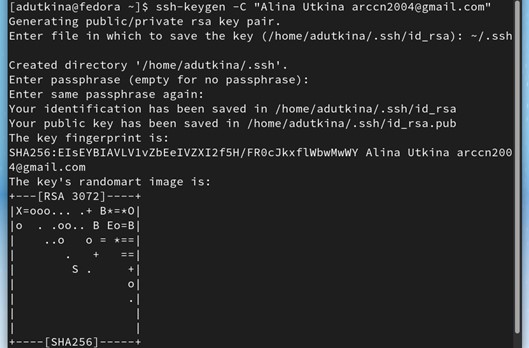 [adutkina@fedora ~]$ ssh-keygen -C "Alina Utkina arccn2004@gmail.com"
Generating public/private rsa key pair.
Enter file in which to save the key (/home/adutkina/.ssh/id_rsa): ~/.ssh
Created directory '/home/adutkina/.ssh'.
Enter passphrase (empty for no passphrase):
Enter same passphrase again:
Your identification has been saved in /home/adutkina/.ssh/id_rsa
Your public key has been saved in /home/adutkina/.ssh/id_rsa.pub
The key fingerprint is:
SHA256:EIsEYBIAVLV1vZbEeIVZXI2f5H/FR0cJkxflWbwMwWY Alina Utkina arccn200
4@gmail.com
The key's randomart image is:
+---[RSA 3072]----+
|X=ooo... .+ B*=*O|
|o  . .oo.. B Eo=B|
|    ..o   o = *==|
|       .   +   ==|
|        S .     +|
|                o|
|                .|
|                 |
|                 |
+----[SHA256]-----+